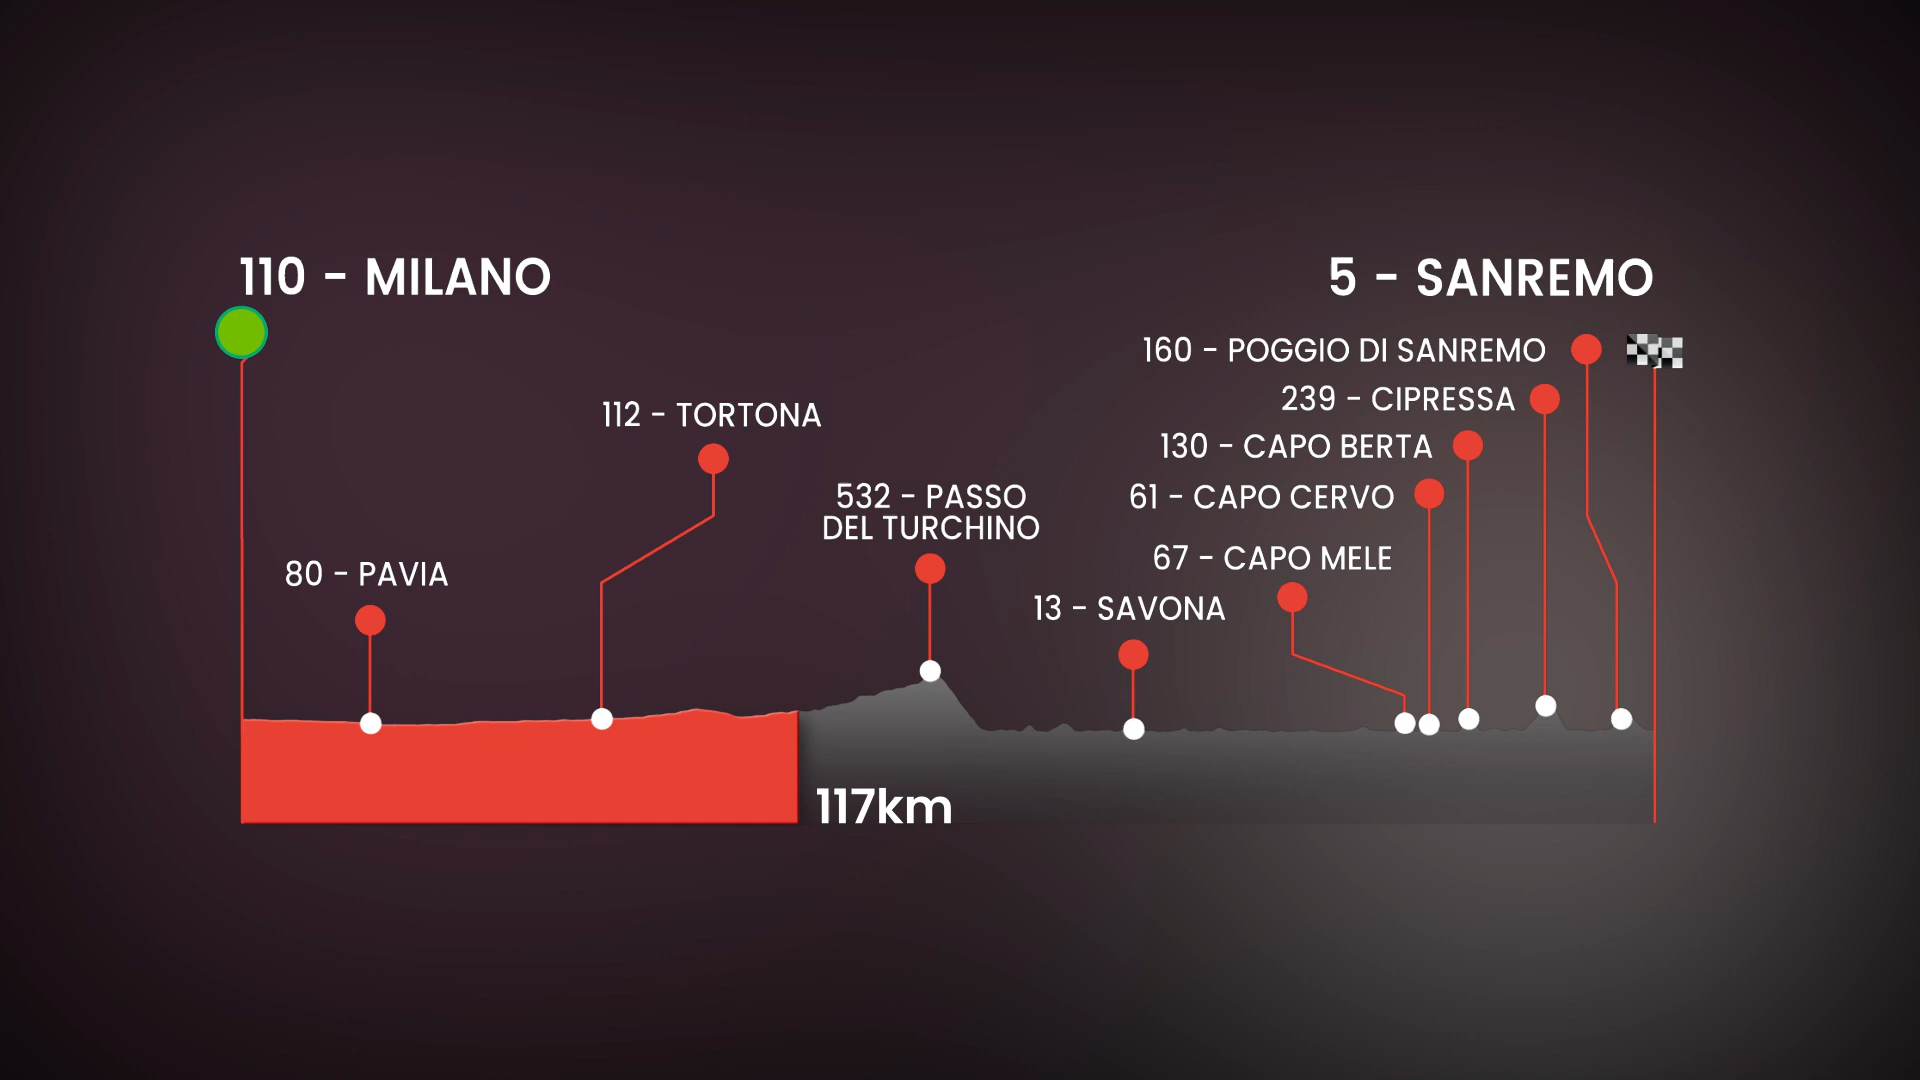 110 - MILANO
5 - SANREMO
160 - POGGIO DI SANREMO
239 - CIPRESSA
112 - TORTONA
130 - CAPO BERTA
532 - PASSO
DEL TURCHINO
61 - CAPO CERVO
67 - CAPO MELE
80 - PAVIA
13 - SAVONA
117km